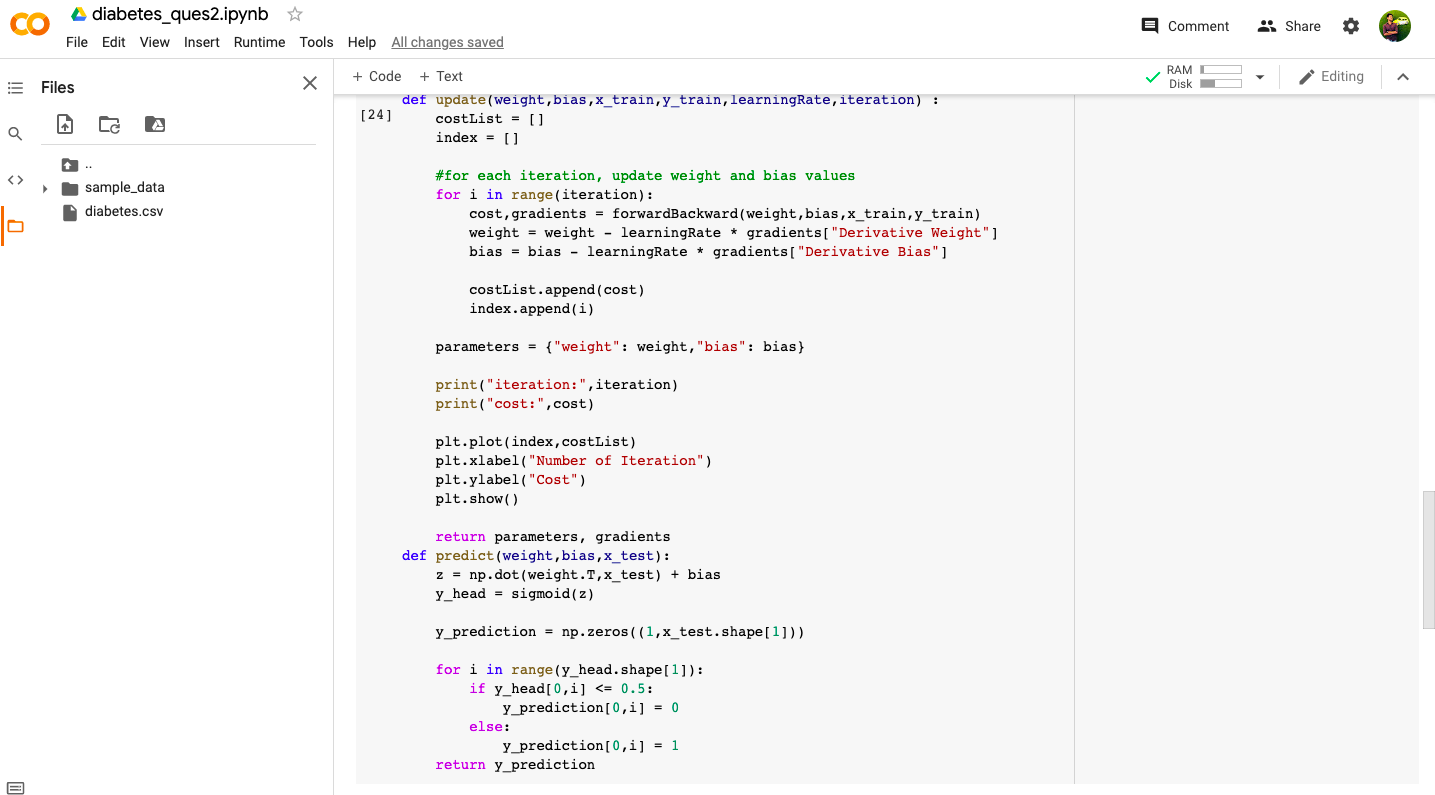 diabetes_ques2.ipynb
File Edit View Insert Runtime Tools Help All changes saved
Comment Share
Files
+ Code + Text
RAM
Disk
Editing
..
sample_data
diabetes.csv
[24]
def update(weight,bias,x_train,y_train,learningRate,iteration) :
    costList = []
    index = []

    #for each iteration, update weight and bias values
    for i in range(iteration):
        cost,gradients = forwardBackward(weight,bias,x_train,y_train)
        weight = weight - learningRate * gradients["Derivative Weight"]
        bias = bias - learningRate * gradients["Derivative Bias"]

        costList.append(cost)
        index.append(i)

    parameters = {"weight": weight,"bias": bias}

    print("iteration:",iteration)
    print("cost:",cost)

    plt.plot(index,costList)
    plt.xlabel("Number of Iteration")
    plt.ylabel("Cost")
    plt.show()

    return parameters, gradients
def predict(weight,bias,x_test):
    z = np.dot(weight.T,x_test) + bias
    y_head = sigmoid(z)

    y_prediction = np.zeros((1,x_test.shape[1]))

    for i in range(y_head.shape[1]):
        if y_head[0,i] <= 0.5:
            y_prediction[0,i] = 0
        else:
            y_prediction[0,i] = 1
    return y_prediction